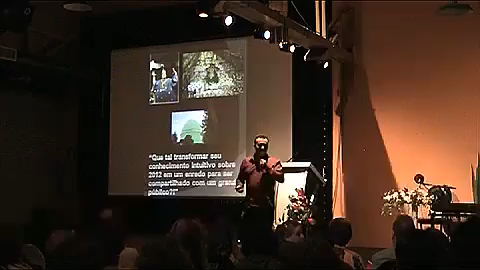 "Que tal transformar seu
conhecimento intuitivo sobre
2012 em um enredo para ser
compartilhado com um grande
público?!"